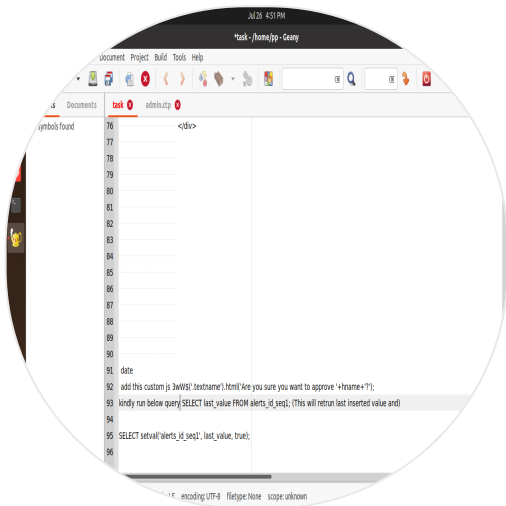 Jul 26 4:51 PM
*task - /home/pp - Geany
Document Project Build Tools Help
Documents task admin.ctp
symbols found
76 </div>
77
78
79
80
81
82
83
84
85
86
87
88
89
90
91 date
92 add this custom js 3wW$('.textname').html('Are you sure you want to approve '+hname+'?');
93 kindly run below query SELECT last_value FROM alerts_id_seq1; (This will retrun last inserted value and)
94
95 SELECT setval('alerts_id_seq1', last_value, true);
96
encoding: UTF-8 filetype: None scope: unknown